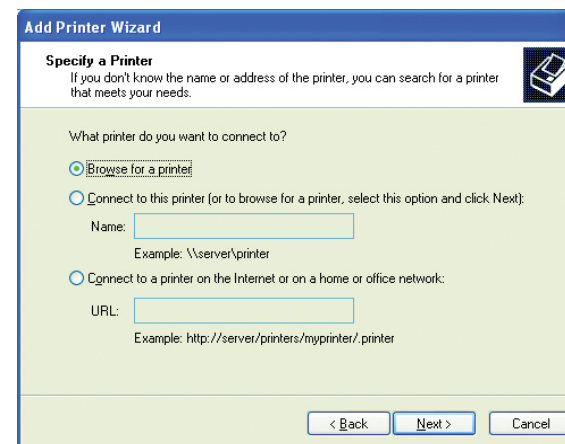 Add Printer Wizard
Specify a Printer
If you don't know the name or address of the printer, you can search for a printer
that meets your needs.
What printer do you want to connect to?
Browse for a printer
Connect to this printer (or to browse for a printer, select this option and click Next):
Name:
Example: \\server\printer
Connect to a printer on the Internet or on a home or office network:
URL:
Example: http://server/printers/myprinter/.printer
< Back Next > Cancel